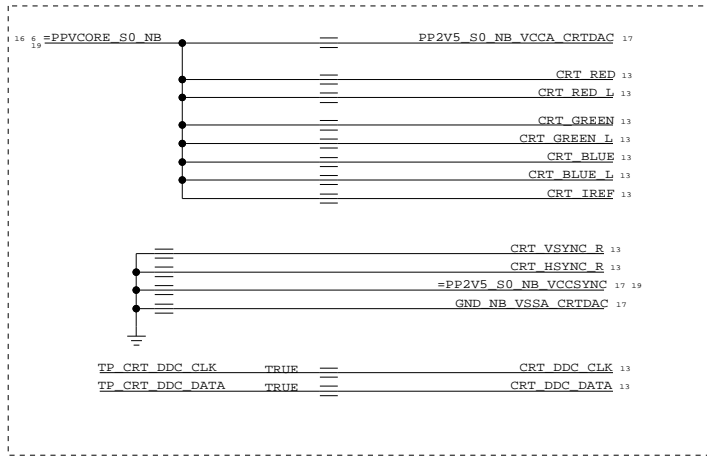 16 6 =PPVCORE_S0_NB PP2V5_S0_NB_VCCA_CRTDAC 17
19
CRT_RED 13
CRT_RED_L 13
CRT_GREEN 13
CRT_GREEN_L 13
CRT_BLUE 13
CRT_BLUE_L 13
CRT_IREF 13
CRT_VSYNC_R 13
CRT_HSYNC_R 13
=PP2V5_S0_NB_VCCSYNC 17 19
GND_NB_VSSA_CRTDAC 17
TP_CRT_DDC_CLK TRUE CRT_DDC_CLK 13
TP_CRT_DDC_DATA TRUE CRT_DDC_DATA 13